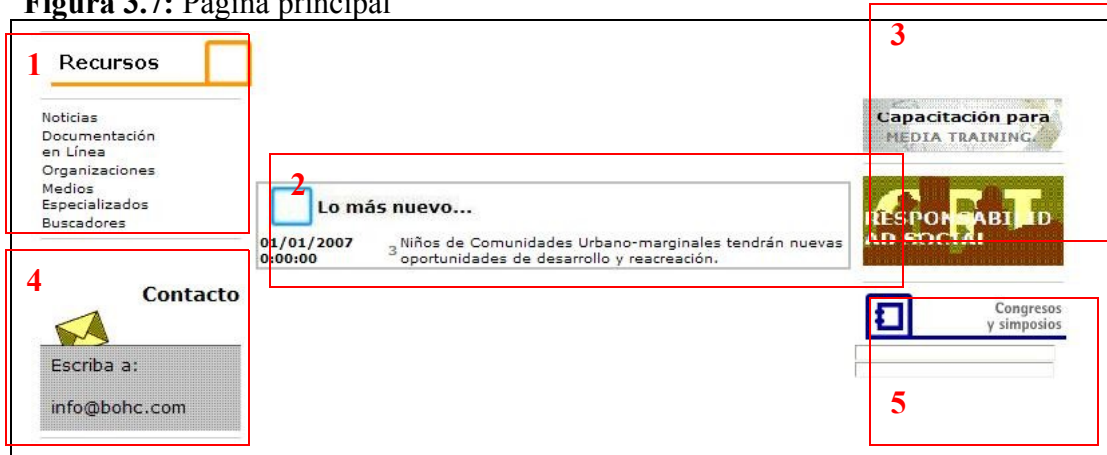 Figura 3.7: Página principal
1
Recursos
Noticias
Documentación
en Línea
Organizaciones
Medios
Especializados
Buscadores
2
Lo más nuevo...
01/01/2007
0:00:00
3 Niños de Comunidades Urbano-marginales tendrán nuevas
oportunidades de desarrollo y reacreación.
3
Capacitación para
MEDIA TRAINING.
RESPONSABILID
AD SOCIAL
4
Contacto
Escriba a:
info@bohc.com
Congresos
y simposios
5